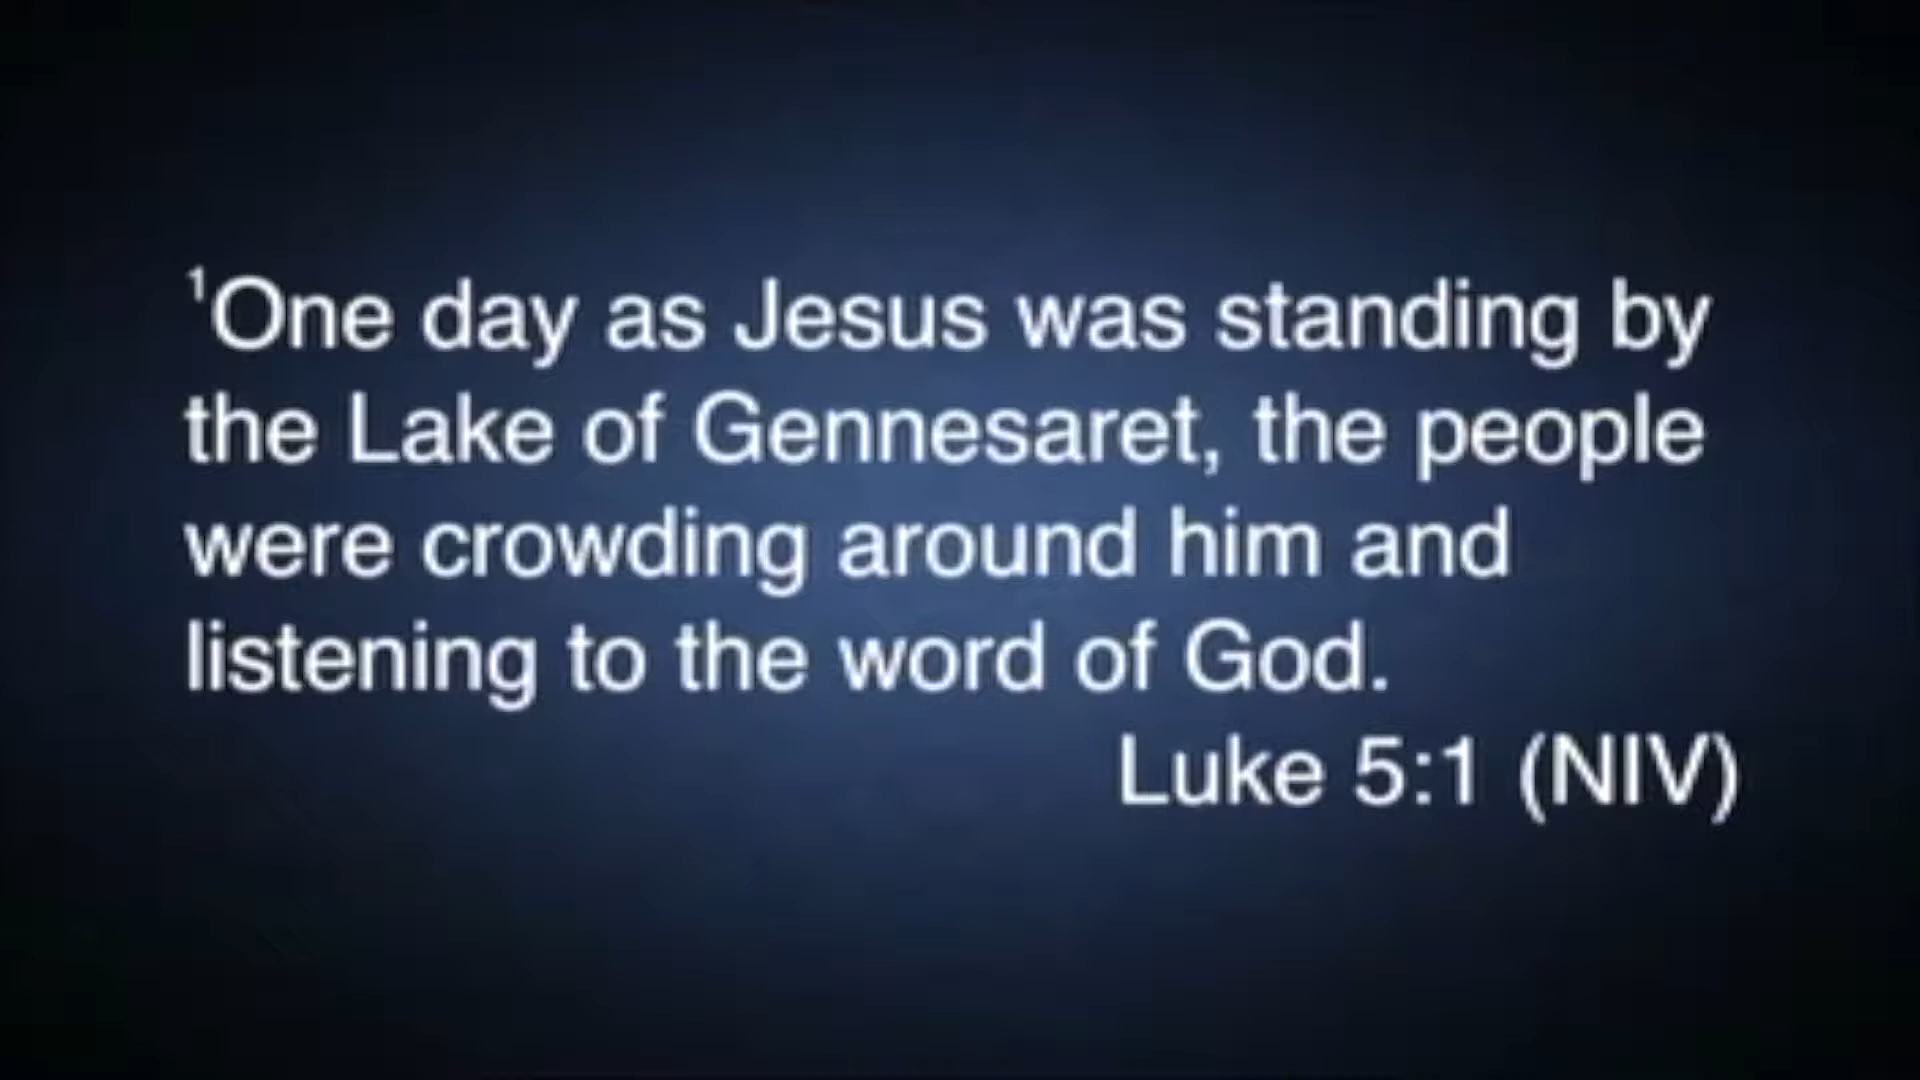 ¹One day as Jesus was standing by
the Lake of Gennesaret, the people
were crowding around him and
listening to the word of God.
Luke 5:1 (NIV)